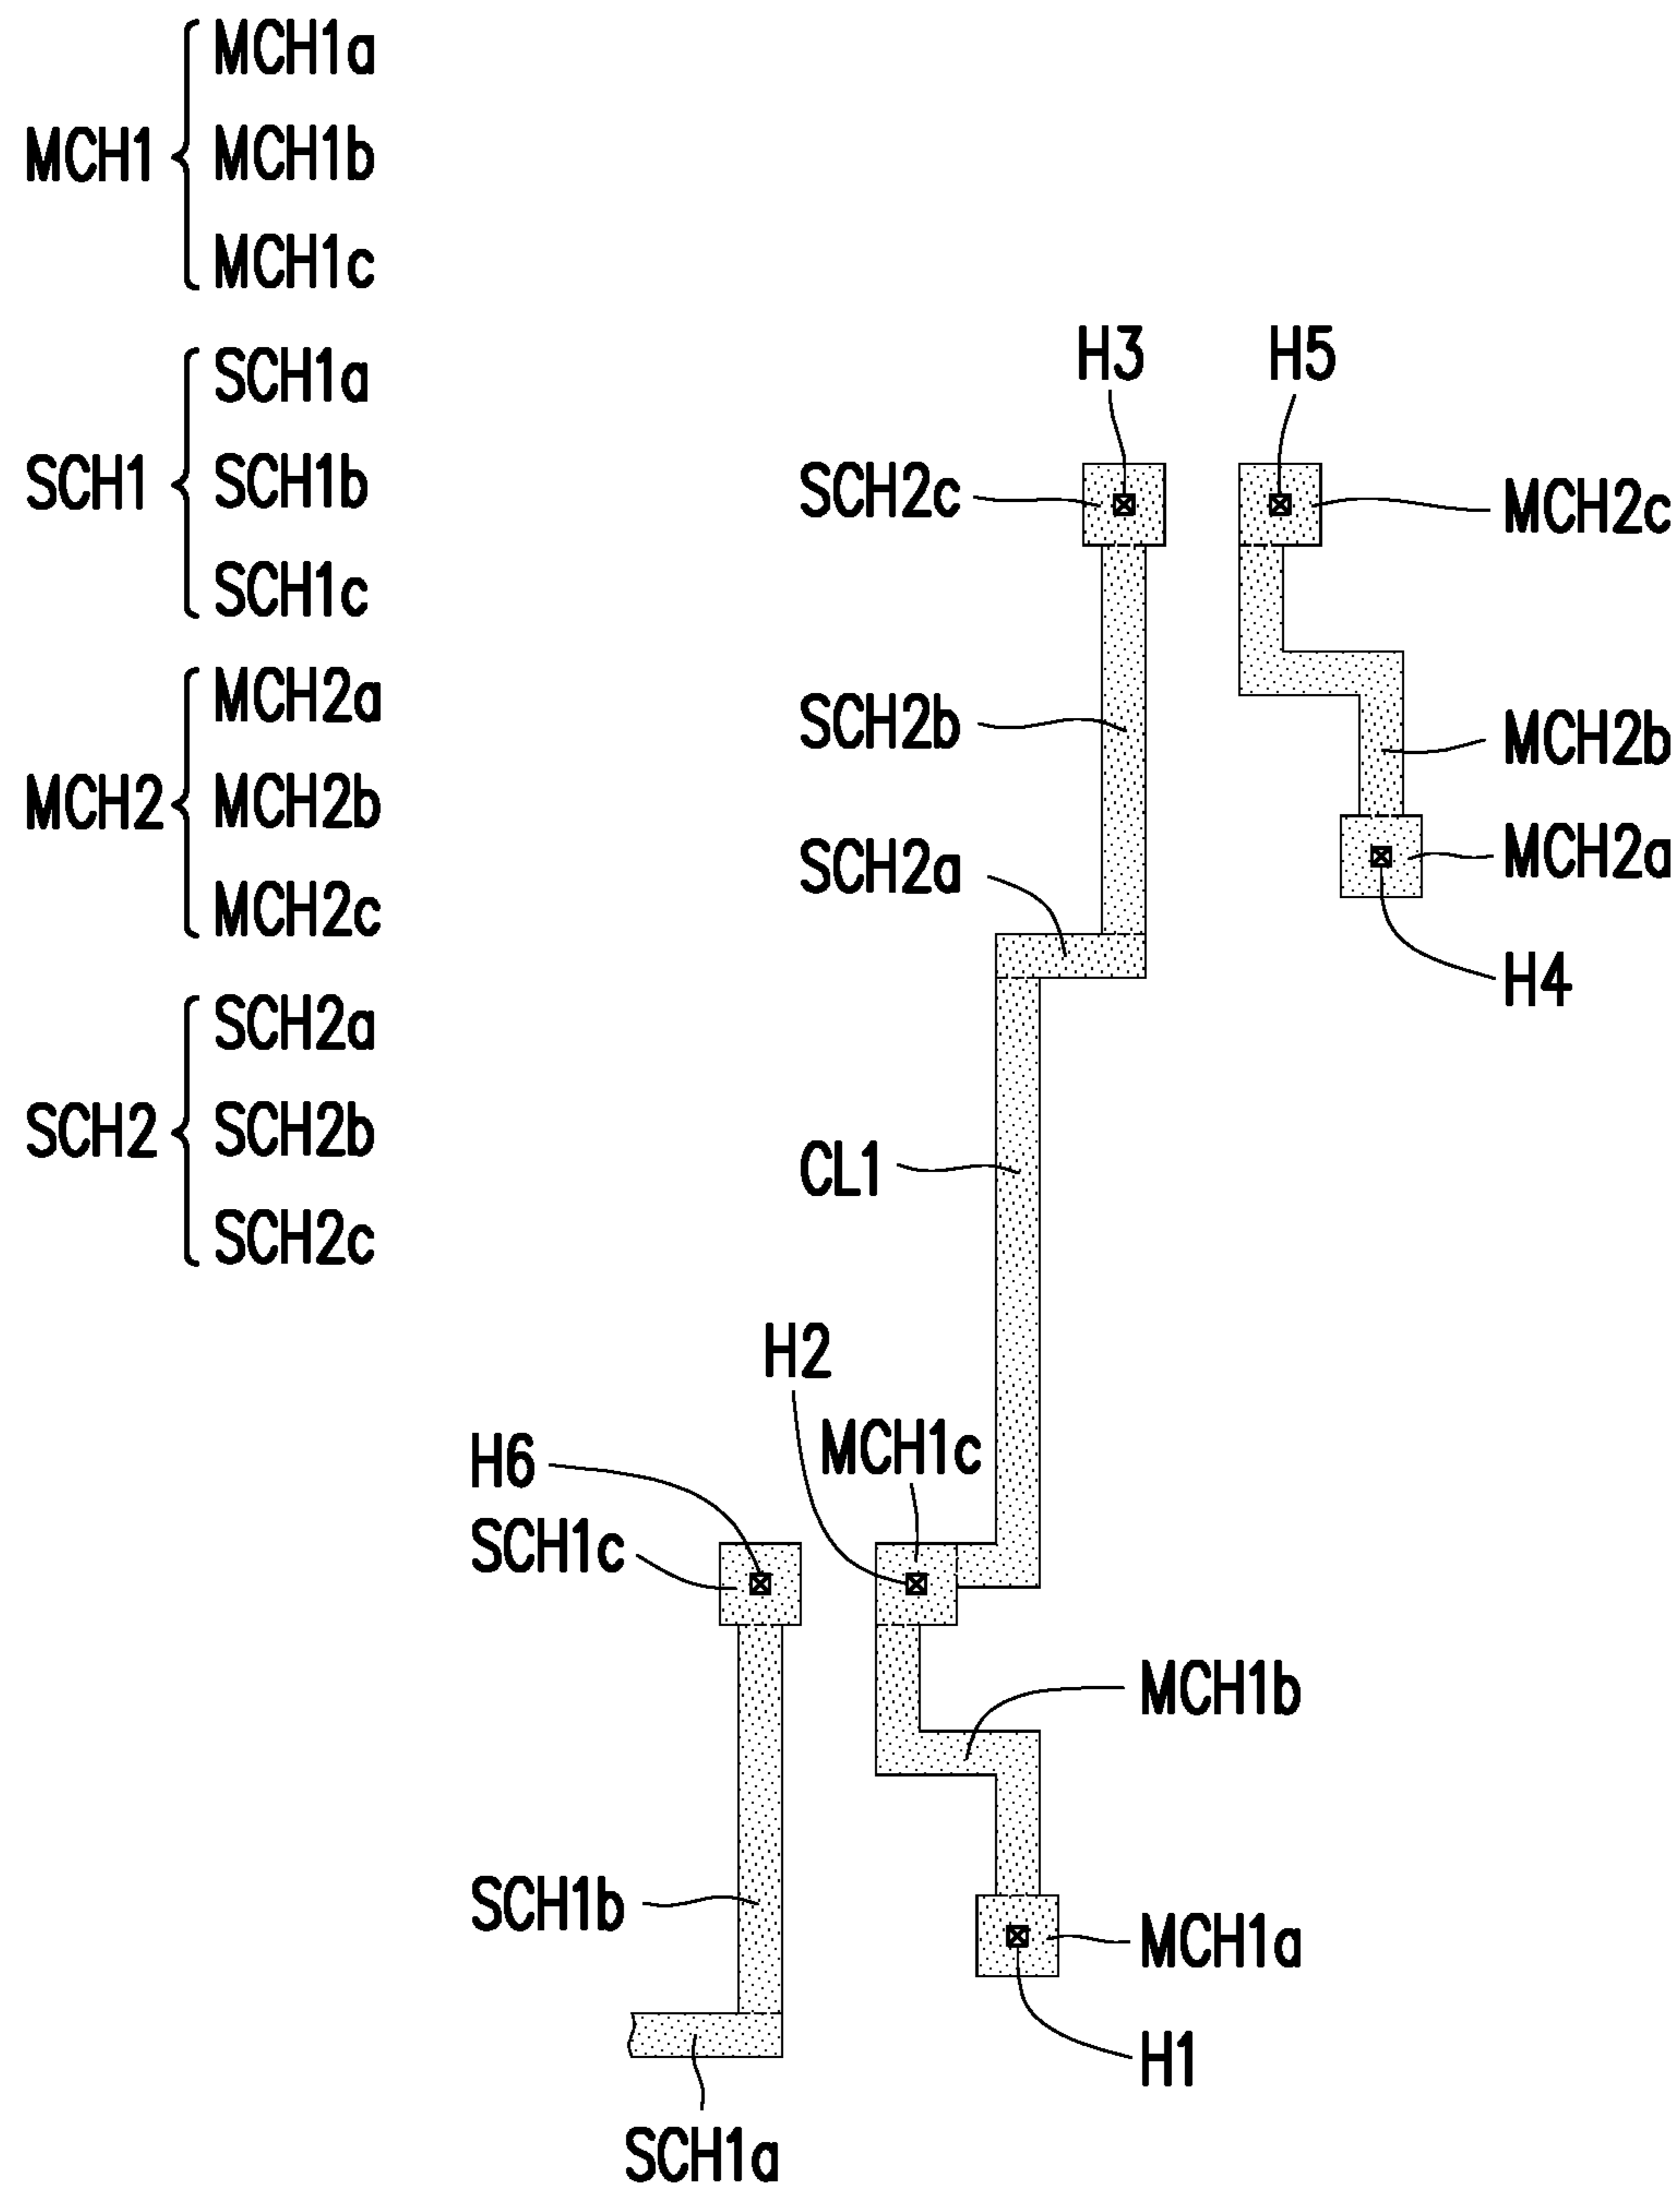 MCH1a
MCH1 MCH1b
MCH1c
SCH1a
SCH1 SCH1b
SCH1c
MCH2a
MCH2 MCH2b
MCH2c
SCH2a
SCH2 SCH2b
SCH2c
H3 H5
SCH2c MCH2c
SCH2b MCH2b
SCH2a MCH2a
H4
CL1
H2
H6 MCH1c
SCH1c
MCH1b
SCH1b MCH1a
H1
SCH1a